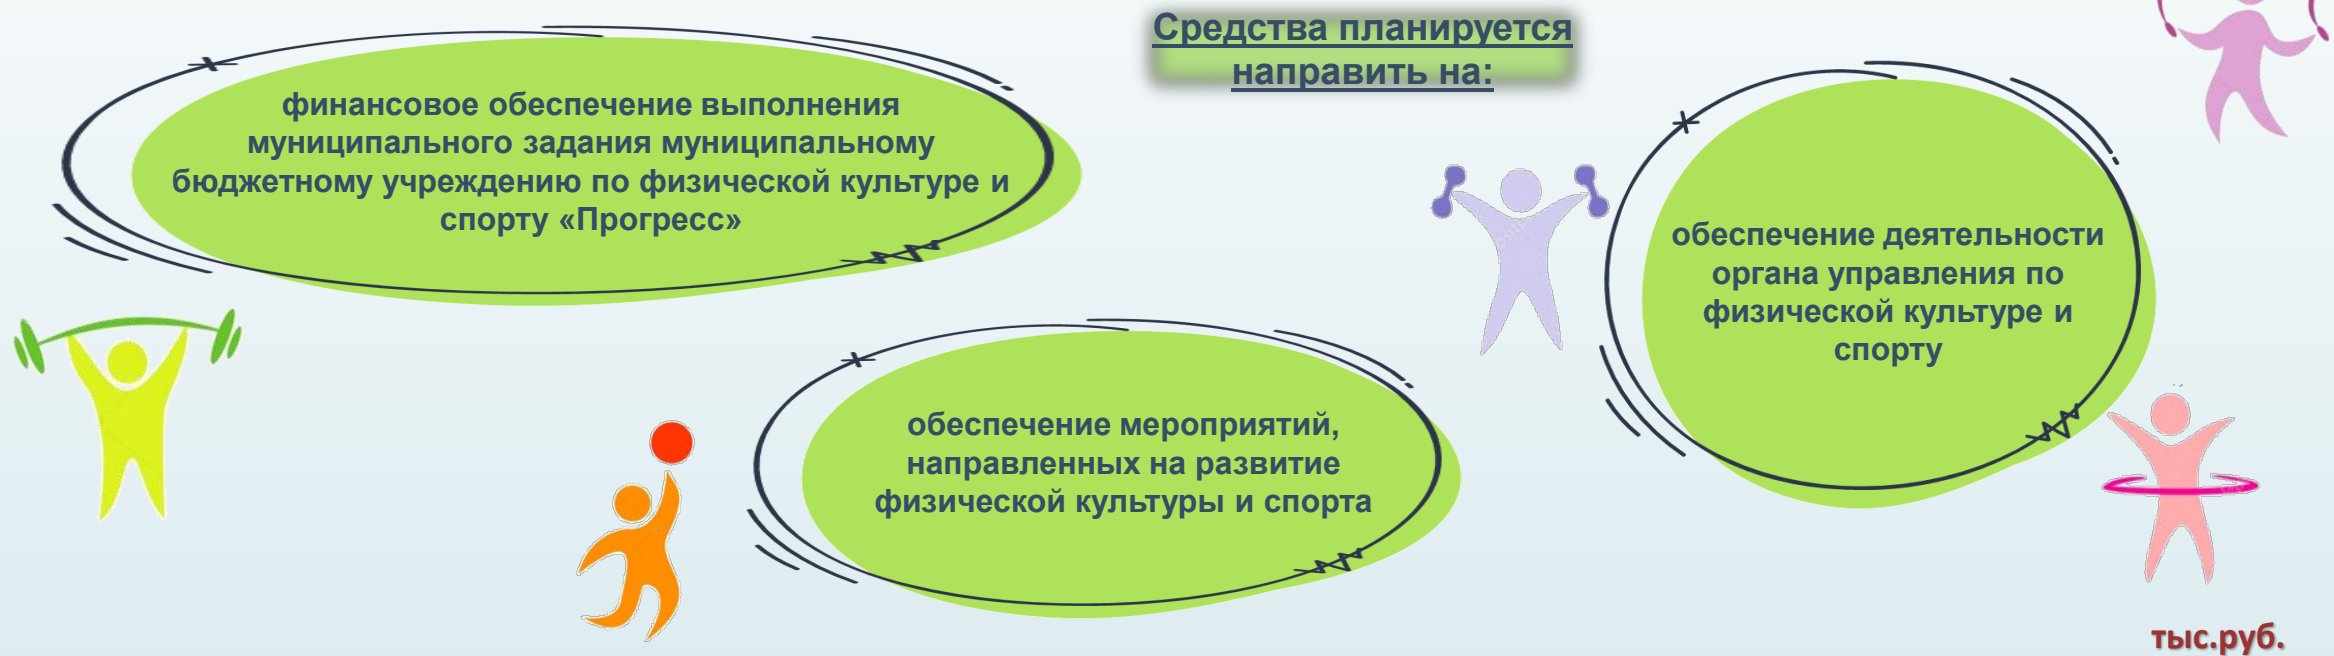 Средства планируется
направить на:
финансовое обеспечение выполнения
муниципального задания муниципальному
бюджетному учреждению по физической культуре и
спорту «Прогресс»
обеспечение деятельности
органа управления по
физической культуре и
спорту
обеспечение мероприятий,
направленных на развитие
физической культуры и спорта
тыс.руб.